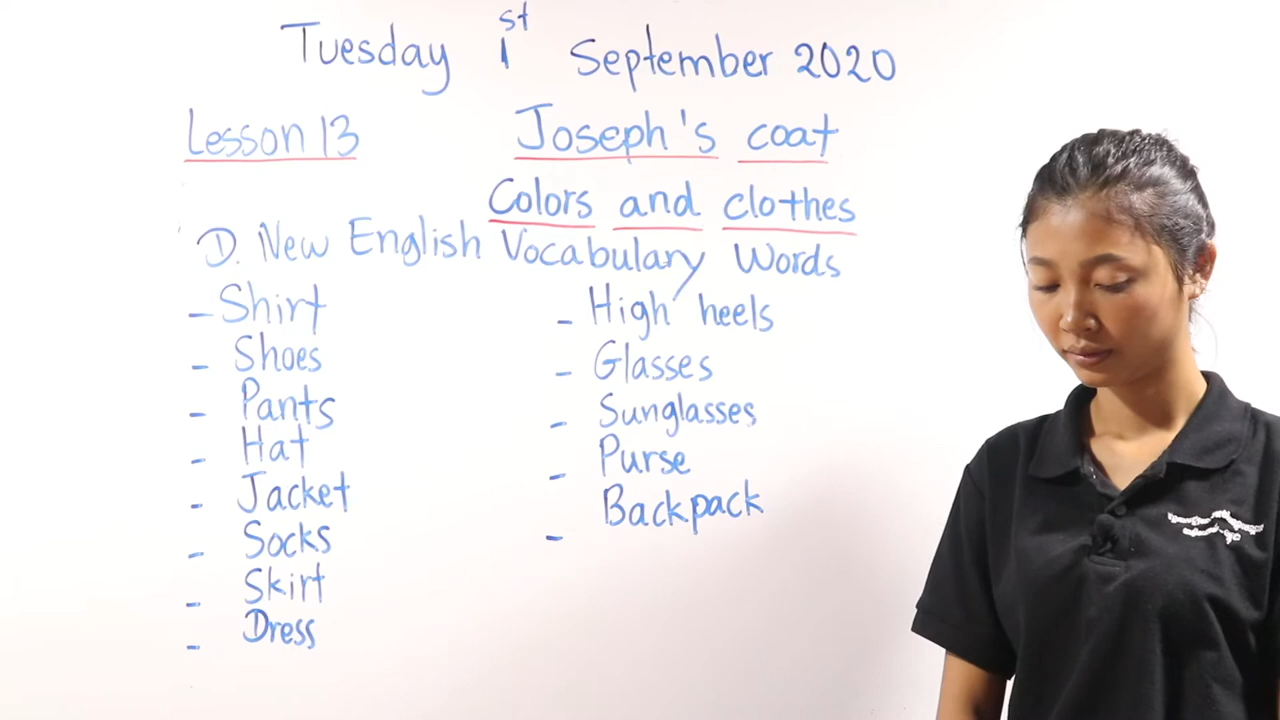 Tuesday 1st September 2020
Lesson 13 Joseph's coat
Colors and clothes
D. New English Vocabulary Words
- Shirt
- Shoes
- Pants
- Hat
- Jacket
- Socks
- Skirt
- Dress
- High heels
- Glasses
- Sunglasses
- Purse
- Backpack